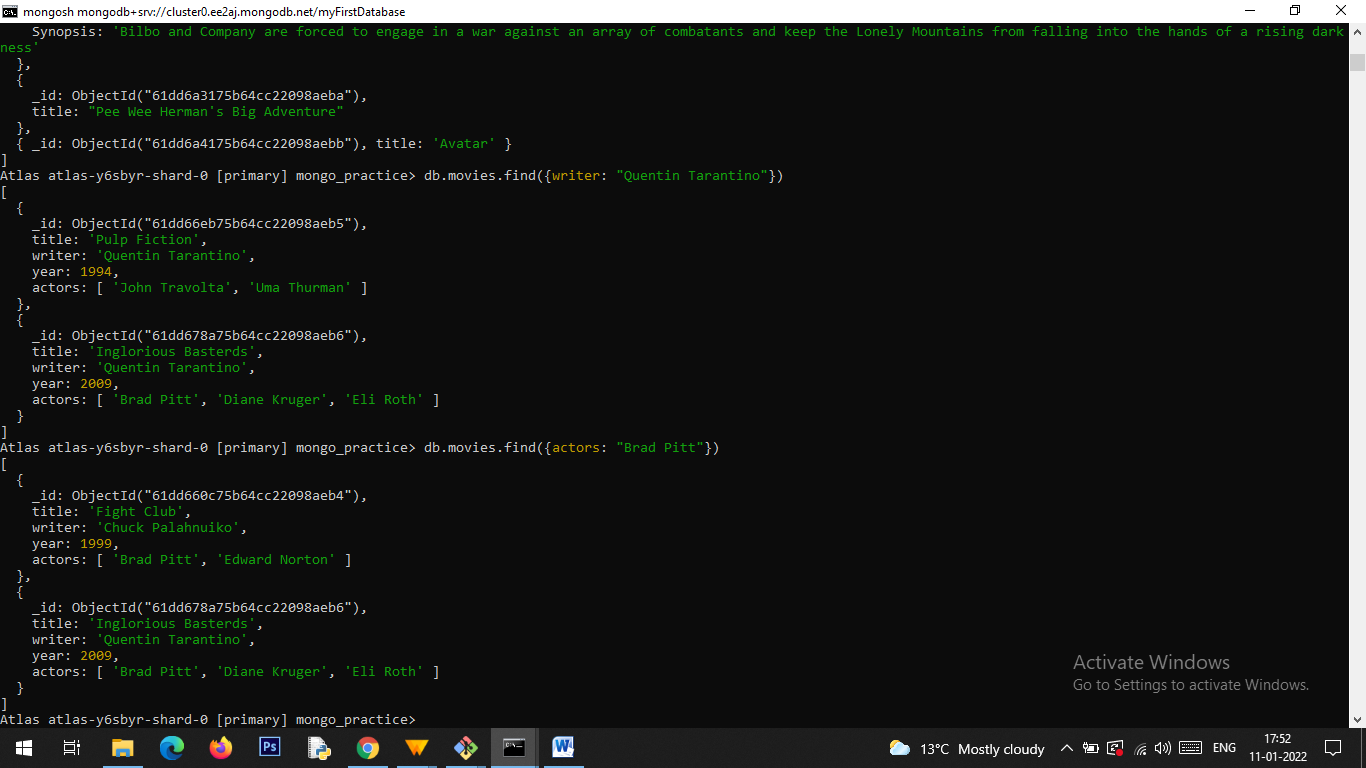 mongosh mongodb+srv://cluster0.ee2aj.mongodb.net/myFirstDatabase
    Synopsis: 'Bilbo and Company are forced to engage in a war against an array of combatants and keep the Lonely Mountains from falling into the hands of a rising dark
ness'
  },
  {
    _id: ObjectId("61dd6a3175b64cc22098aeba"),
    title: "Pee Wee Herman's Big Adventure"
  },
  { _id: ObjectId("61dd6a4175b64cc22098aebb"), title: 'Avatar' }
]
Atlas atlas-y6sbyr-shard-0 [primary] mongo_practice> db.movies.find({writer: "Quentin Tarantino"})
[
  {
    _id: ObjectId("61dd66eb75b64cc22098aeb5"),
    title: 'Pulp Fiction',
    writer: 'Quentin Tarantino',
    year: 1994,
    actors: [ 'John Travolta', 'Uma Thurman' ]
  },
  {
    _id: ObjectId("61dd678a75b64cc22098aeb6"),
    title: 'Inglorious Basterds',
    writer: 'Quentin Tarantino',
    year: 2009,
    actors: [ 'Brad Pitt', 'Diane Kruger', 'Eli Roth' ]
  }
]
Atlas atlas-y6sbyr-shard-0 [primary] mongo_practice> db.movies.find({actors: "Brad Pitt"})
[
  {
    _id: ObjectId("61dd660c75b64cc22098aeb4"),
    title: 'Fight Club',
    writer: 'Chuck Palahnuiko',
    year: 1999,
    actors: [ 'Brad Pitt', 'Edward Norton' ]
  },
  {
    _id: ObjectId("61dd678a75b64cc22098aeb6"),
    title: 'Inglorious Basterds',
    writer: 'Quentin Tarantino',
    year: 2009,
    actors: [ 'Brad Pitt', 'Diane Kruger', 'Eli Roth' ]
  }
]
Atlas atlas-y6sbyr-shard-0 [primary] mongo_practice>
Activate Windows
Go to Settings to activate Windows.
Ps
W
13°C Mostly cloudy
ENG
17:52
11-01-2022